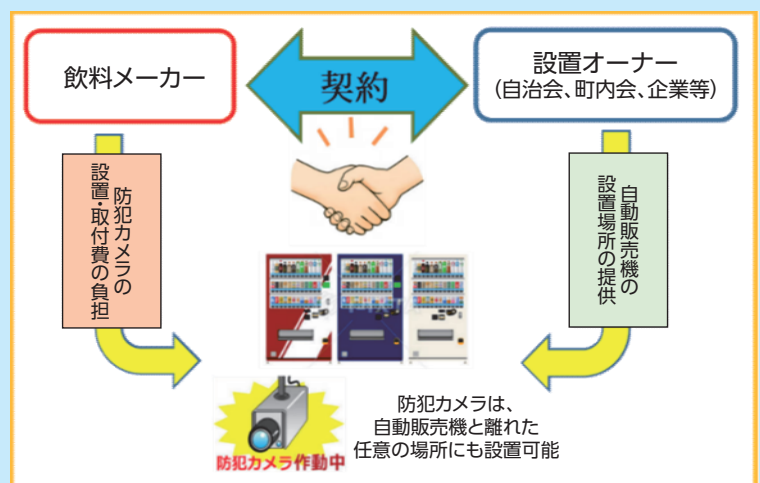 飲料メーカー
契約
設置オーナー
(自治会、町内会、企業等)
防犯カメラの
設置・取付費の負担
自動販売機の
設置場所の提供
防犯カメラ作動中
防犯カメラは、
自動販売機と離れた
任意の場所にも設置可能